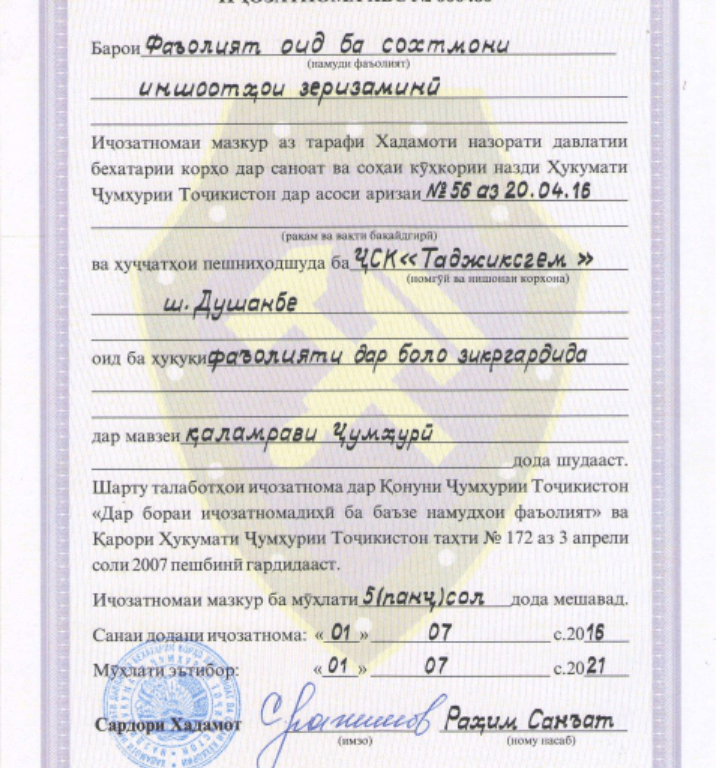 Барои Фаъолият оид ба сохтмони
(намуди фаъолият)
иншоотҳои зеризаминӣ
Иҷозатномаи мазкур аз тарафи Хадамоти назорати давлатии
бехатарии корҳо дар саноат ва соҳаи кӯҳкории назди Ҳукумати
Ҷумҳурии Тоҷикистон дар асоси аризаи №56 аз 20.04.16
(рақам ва вақти бақайдгирӣ)
ва ҳуҷҷатҳои пешниҳодшуда ба ҶСК«Таджиксгем»
(номгӯй ва нишонаи корхона)
ш. Душанбе
оид ба ҳуқуқи фаъолияти дар боло зикргардида
дар мавзеи қаламрави Ҷумҳурӣ
дода шудааст.
Шарту талаботҳои иҷозатнома дар Қонуни Ҷумҳурии Тоҷикистон
«Дар бораи иҷозатномадиҳӣ ба баъзе намудҳои фаъолият» ва
Қарори Ҳукумати Ҷумҳурии Тоҷикистон таҳти № 172 аз 3 апрели
соли 2007 пешбинӣ гардидааст.
Иҷозатномаи мазкур ба мӯҳлати 5(панҷ)сол дода мешавад.
Санаи додани иҷозатнома: « 01 » 07 с.2016
Мӯҳлати эътибор: « 01 » 07 с.2021
Сардори Хадамот Раҳим Санъат
(имзо) (ному насаб)